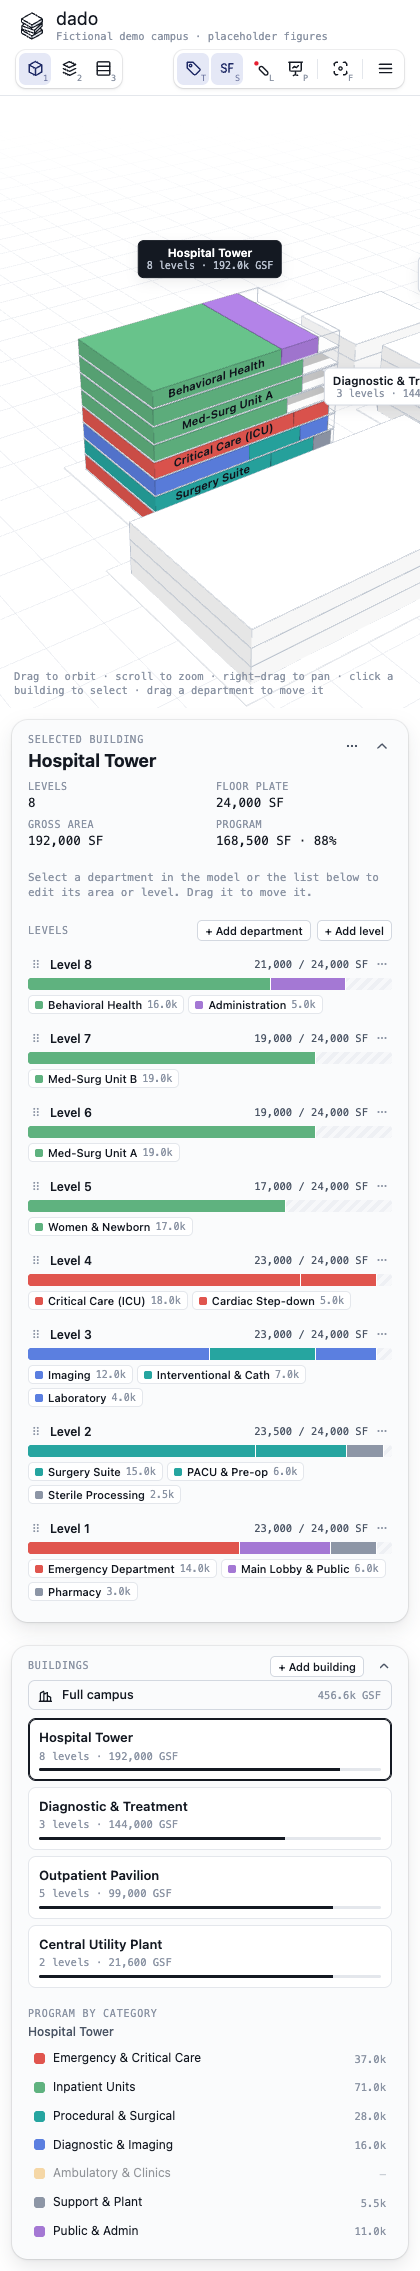 dado
Fictional demo campus · placeholder figures
1
2
3
T
SF S
L
P
F
Hospital Tower
8 levels · 192.0k GSF
Behavioral Health
Med-Surg Unit A
Critical Care (ICU)
Surgery Suite
Diagnostic & Tr
3 levels · 144
Drag to orbit · scroll to zoom · right-drag to pan · click a
building to select · drag a department to move it
SELECTED BUILDING
Hospital Tower
LEVELS
FLOOR PLATE
8
24,000 SF
GROSS AREA
PROGRAM
192,000 SF
168,500 SF · 88%
Select a department in the model or the list below to
edit its area or level. Drag it to move it.
LEVELS
+ Add department
+ Add level
Level 8
21,000 / 24,000 SF
Behavioral Health 16.0k
Administration 5.0k
Level 7
19,000 / 24,000 SF
Med-Surg Unit B 19.0k
Level 6
19,000 / 24,000 SF
Med-Surg Unit A 19.0k
Level 5
17,000 / 24,000 SF
Women & Newborn 17.0k
Level 4
23,000 / 24,000 SF
Critical Care (ICU) 18.0k
Cardiac Step-down 5.0k
Level 3
23,000 / 24,000 SF
Imaging 12.0k
Interventional & Cath 7.0k
Laboratory 4.0k
Level 2
23,500 / 24,000 SF
Surgery Suite 15.0k
PACU & Pre-op 6.0k
Sterile Processing 2.5k
Level 1
23,000 / 24,000 SF
Emergency Department 14.0k
Main Lobby & Public 6.0k
Pharmacy 3.0k
BUILDINGS
+ Add building
Full campus
456.6k GSF
Hospital Tower
8 levels · 192,000 GSF
Diagnostic & Treatment
3 levels · 144,000 GSF
Outpatient Pavilion
5 levels · 99,000 GSF
Central Utility Plant
2 levels · 21,600 GSF
PROGRAM BY CATEGORY
Hospital Tower
Emergency & Critical Care
37.0k
Inpatient Units
71.0k
Procedural & Surgical
28.0k
Diagnostic & Imaging
16.0k
Ambulatory & Clinics
—
Support & Plant
5.5k
Public & Admin
11.0k